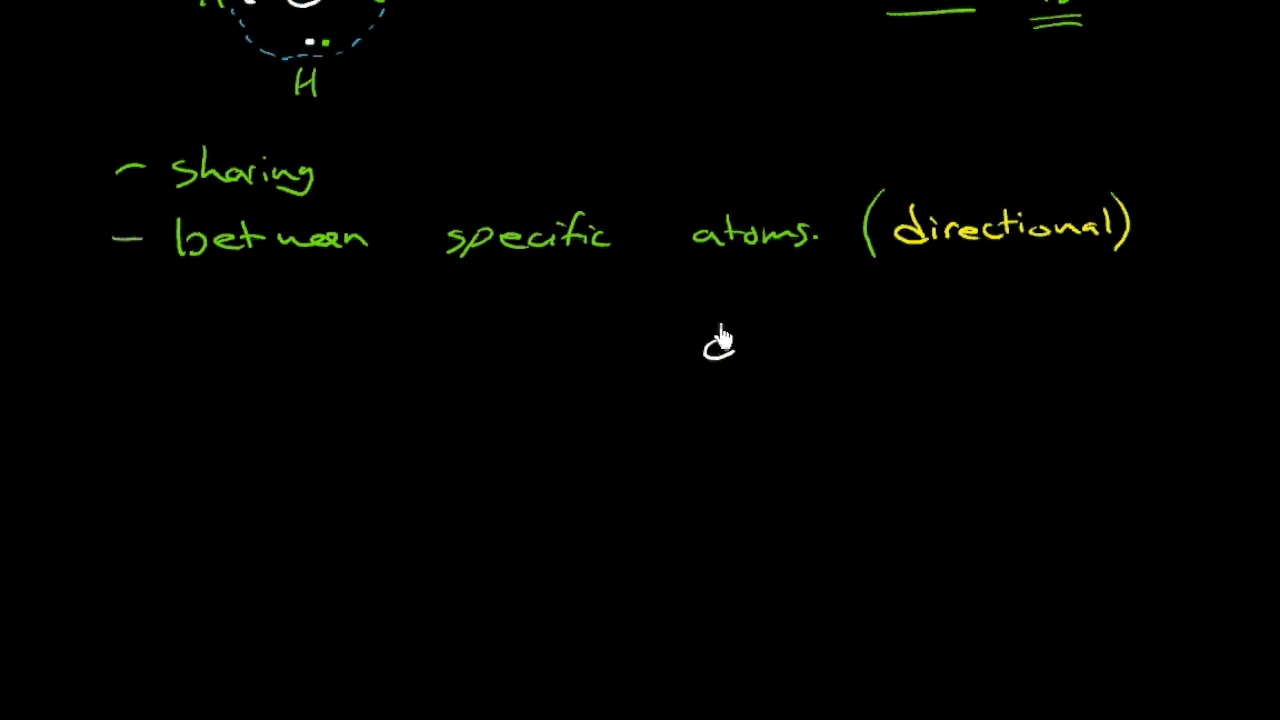 H
- sharing
- between specific atoms. (directional)